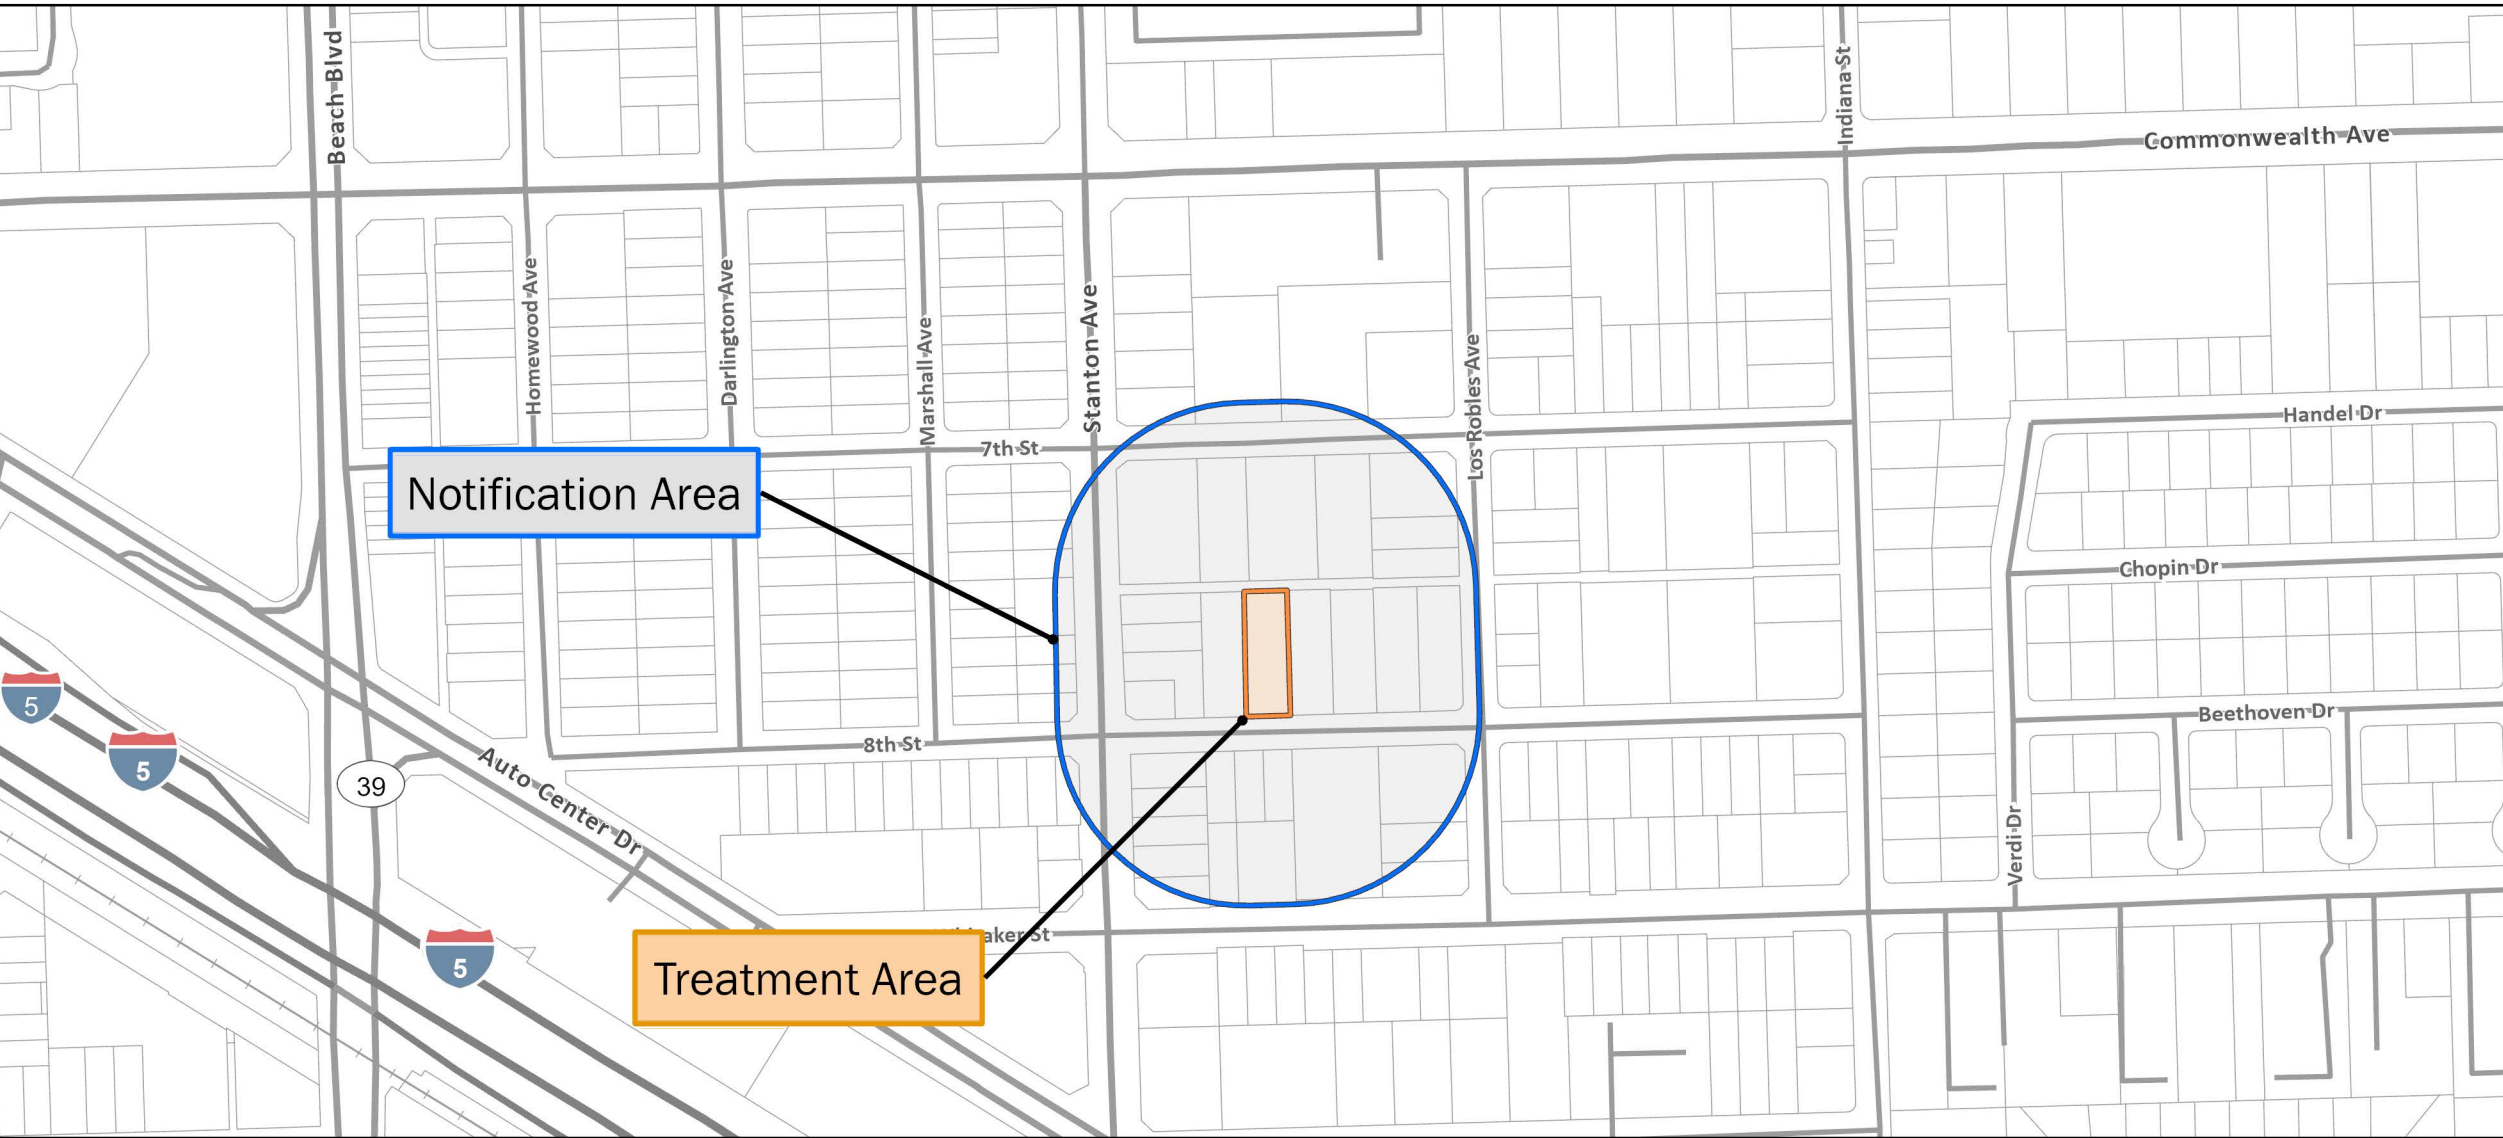 Beach Blvd
Indiana St
Commonwealth Ave
Homewood Ave
Darlington Ave
Marshall Ave
Stanton Ave
Los Robles Ave
Handel Dr
7th St
Notification Area
Chopin Dr
5
5
39
8th St
Beethoven Dr
Auto Center Dr
Verdi Dr
5
Treatment Area